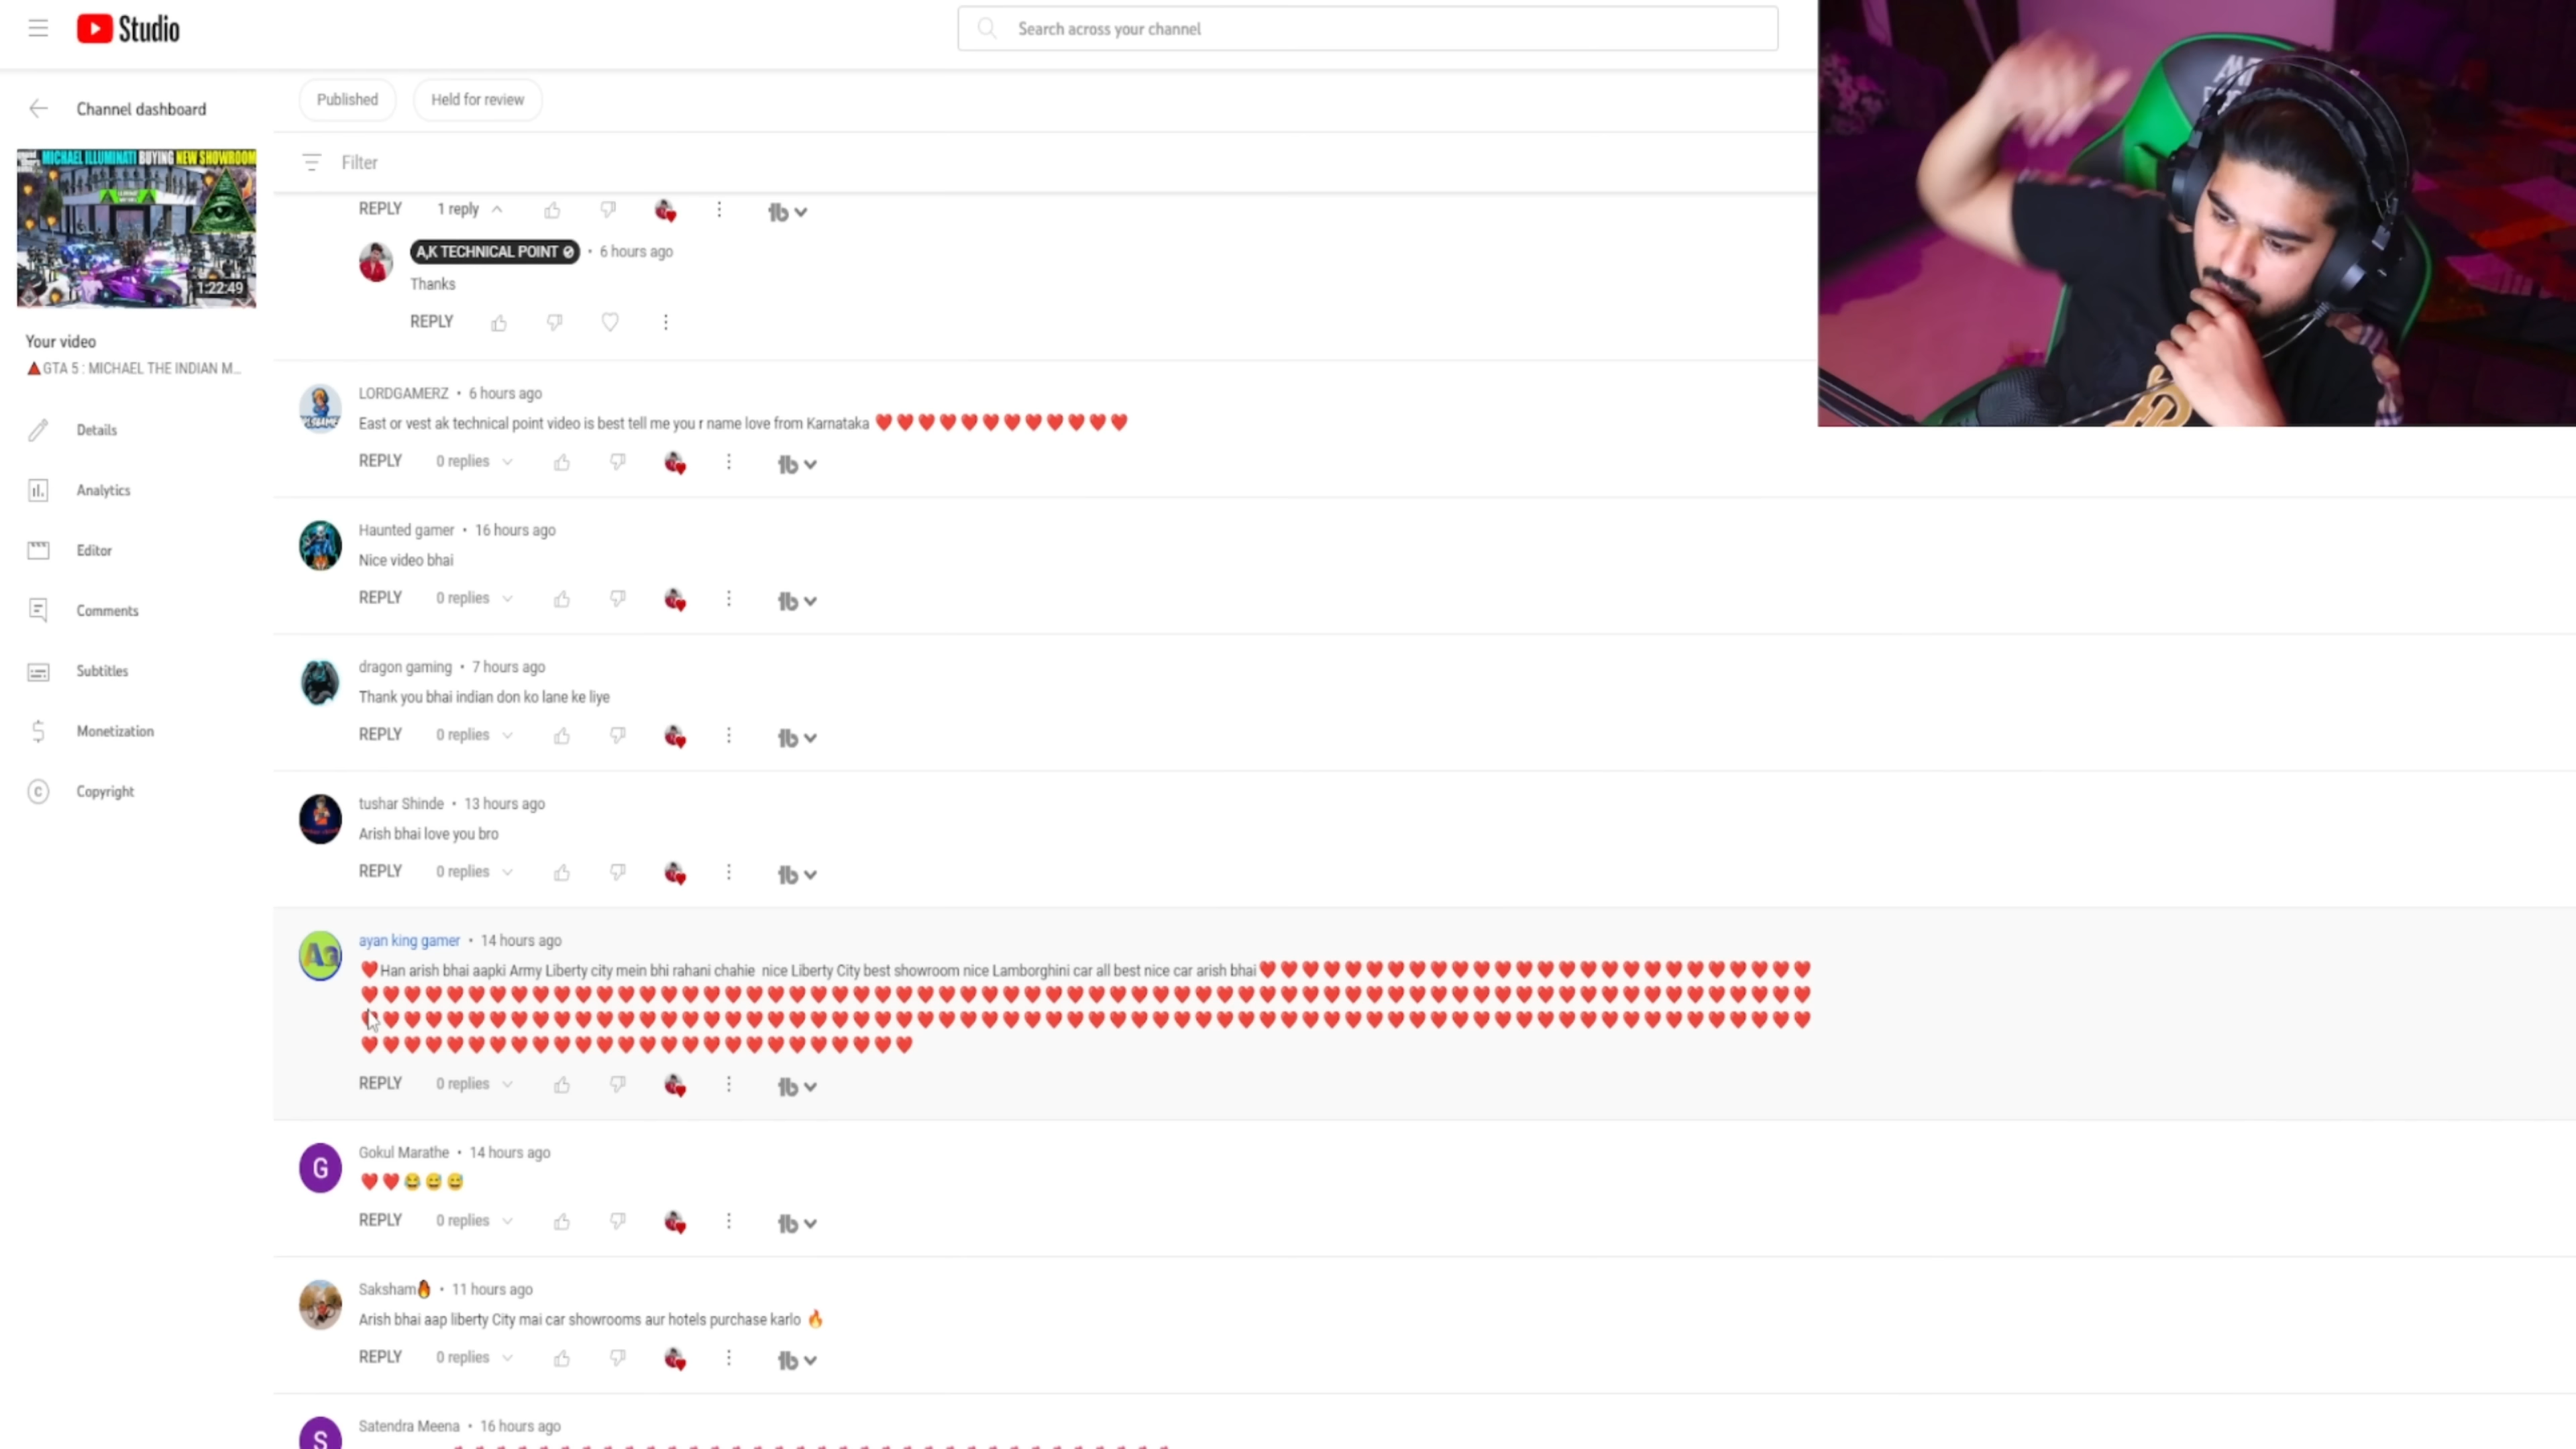 Studio
Search across your channel
Channel dashboard
Published
Held for review
MICHAEL ILLUMINATI BUYING NEW SHOWROOM
1:22:49
Filter
REPLY 1 reply
A,K TECHNICAL POINT • 6 hours ago
Thanks
REPLY
Your video
🔺GTA 5 : MICHAEL THE INDIAN M...
Details
Analytics
Editor
Comments
Subtitles
Monetization
Copyright
LORDGAMERZ • 6 hours ago
East or vest ak technical point video is best tell me you r name love from Karnataka ❤️❤️❤️❤️❤️❤️❤️❤️❤️❤️❤️❤️
REPLY 0 replies
Haunted gamer • 16 hours ago
Nice video bhai
REPLY 0 replies
dragon gaming • 7 hours ago
Thank you bhai indian don ko lane ke liye
REPLY 0 replies
tushar Shinde • 13 hours ago
Arish bhai love you bro
REPLY 0 replies
Aa
ayan king gamer • 14 hours ago
❤️Han arish bhai aapki Army Liberty city mein bhi rahani chahie nice Liberty City best showroom nice Lamborghini car all best nice car arish bhai
REPLY 0 replies
G
Gokul Marathe • 14 hours ago
❤️❤️😂😅😅
REPLY 0 replies
Saksham🔥 • 11 hours ago
Arish bhai aap liberty City mai car showrooms aur hotels purchase karlo 🔥
REPLY 0 replies
S
Satendra Meena • 16 hours ago